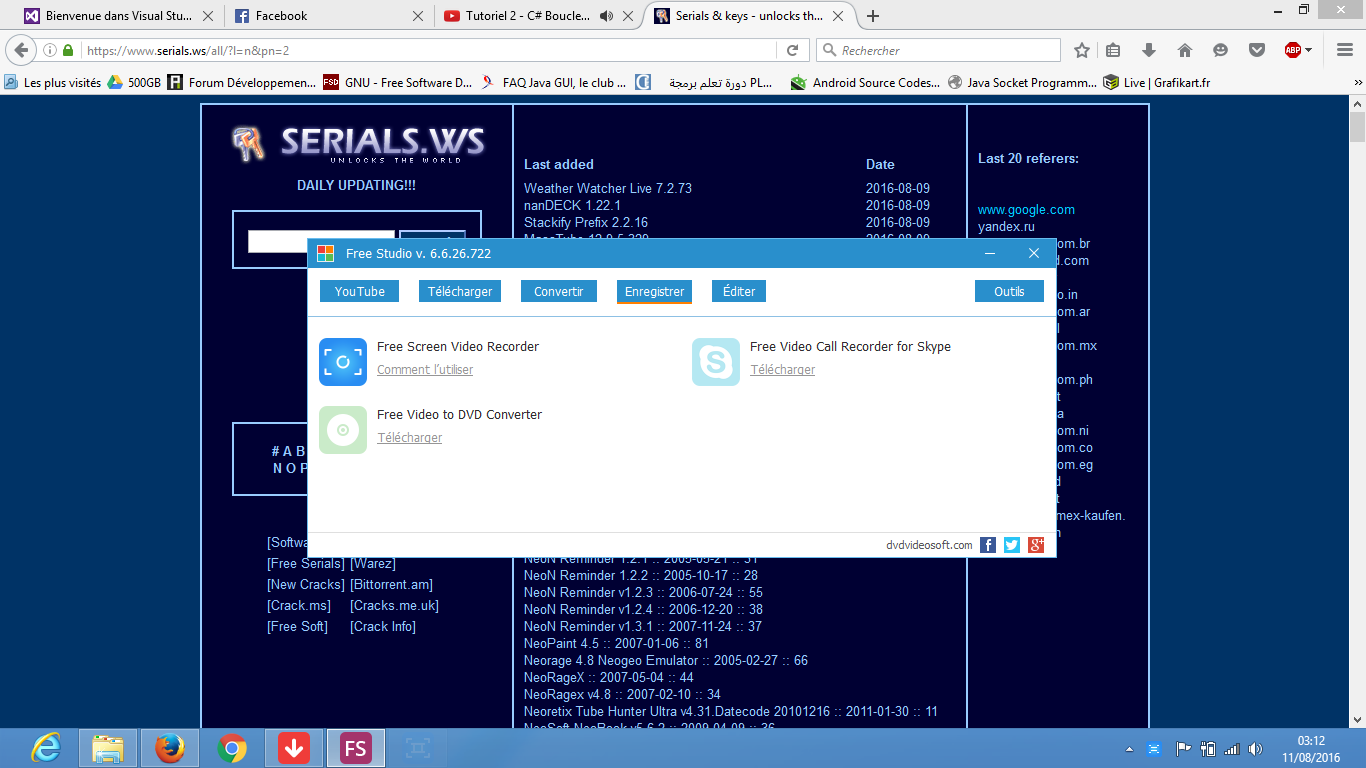 Bienvenue dans Visual Stu...
Facebook
Tutoriel 2 - C# Boucle...
Serials & keys - unlocks th...
https://www.serials.ws/all/?l=n&pn=2
Rechercher
ABP
Les plus visités
500GB
Forum Développemen...
GNU - Free Software D...
FAQ Java GUI, le club ...
دورة تعلم برمجة PL...
Android Source Codes...
Java Socket Programm...
Live | Grafikart.fr
SERIALS.WS
UNLOCKS THE WORLD
DAILY UPDATING!!!
Last added
Date
Weather Watcher Live 7.2.73
2016-08-09
nanDECK 1.22.1
2016-08-09
Stackify Prefix 2.2.16
2016-08-09
Last 20 referers:
www.google.com
yandex.ru
om.br
d.com
o.in
om.ar
om.mx
om.ph
t
a
om.ni
om.co
om.eg
d
t
mex-kaufen.
n
Free Studio v. 6.6.26.722
YouTube
Télécharger
Convertir
Enregistrer
Éditer
Outils
Free Screen Video Recorder
Comment l'utiliser
Free Video Call Recorder for Skype
Télécharger
Free Video to DVD Converter
Télécharger
dvdvideosoft.com
# A B
N O P
[Softwa
[Free Serials] [Warez]
[New Cracks] [Bittorrent.am]
[Crack.ms] [Cracks.me.uk]
[Free Soft] [Crack Info]
NeoN Reminder 1.2.1 :: 2005-05-21 :: 51
NeoN Reminder 1.2.2 :: 2005-10-17 :: 28
NeoN Reminder v1.2.3 :: 2006-07-24 :: 55
NeoN Reminder v1.2.4 :: 2006-12-20 :: 38
NeoN Reminder v1.3.1 :: 2007-11-24 :: 37
NeoPaint 4.5 :: 2007-01-06 :: 81
Neorage 4.8 Neogeo Emulator :: 2005-02-27 :: 66
NeoRageX :: 2007-05-04 :: 44
NeoRagex v4.8 :: 2007-02-10 :: 34
Neoretix Tube Hunter Ultra v4.31.Datecode 20101216 :: 2011-01-30 :: 11
NeoSoft NeoBook v5.6.2 :: 2009-04-09 :: 36
FS
03:12
11/08/2016